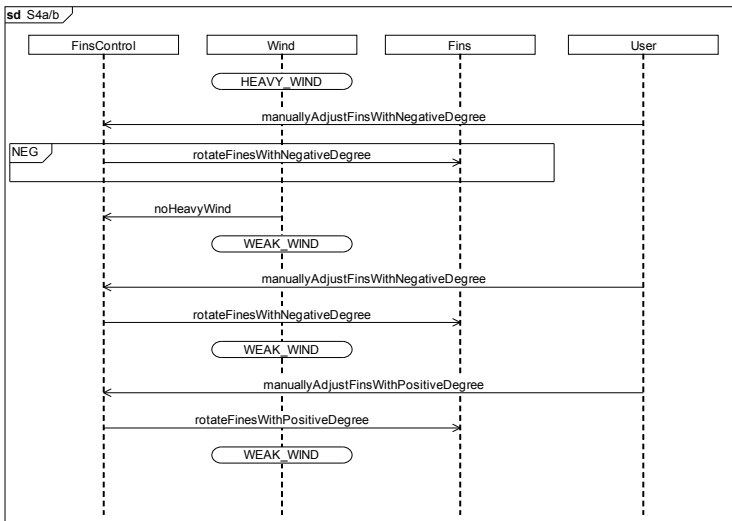 sd S4a/b
FinsControl Wind Fins User
HEAVY_WIND
manuallyAdjustFinsWithNegativeDegree
NEG
rotateFinesWithNegativeDegree
noHeavyWind
WEAK_WIND
manuallyAdjustFinsWithNegativeDegree
rotateFinesWithNegativeDegree
WEAK_WIND
manuallyAdjustFinsWithPositiveDegree
rotateFinesWithPositiveDegree
WEAK_WIND